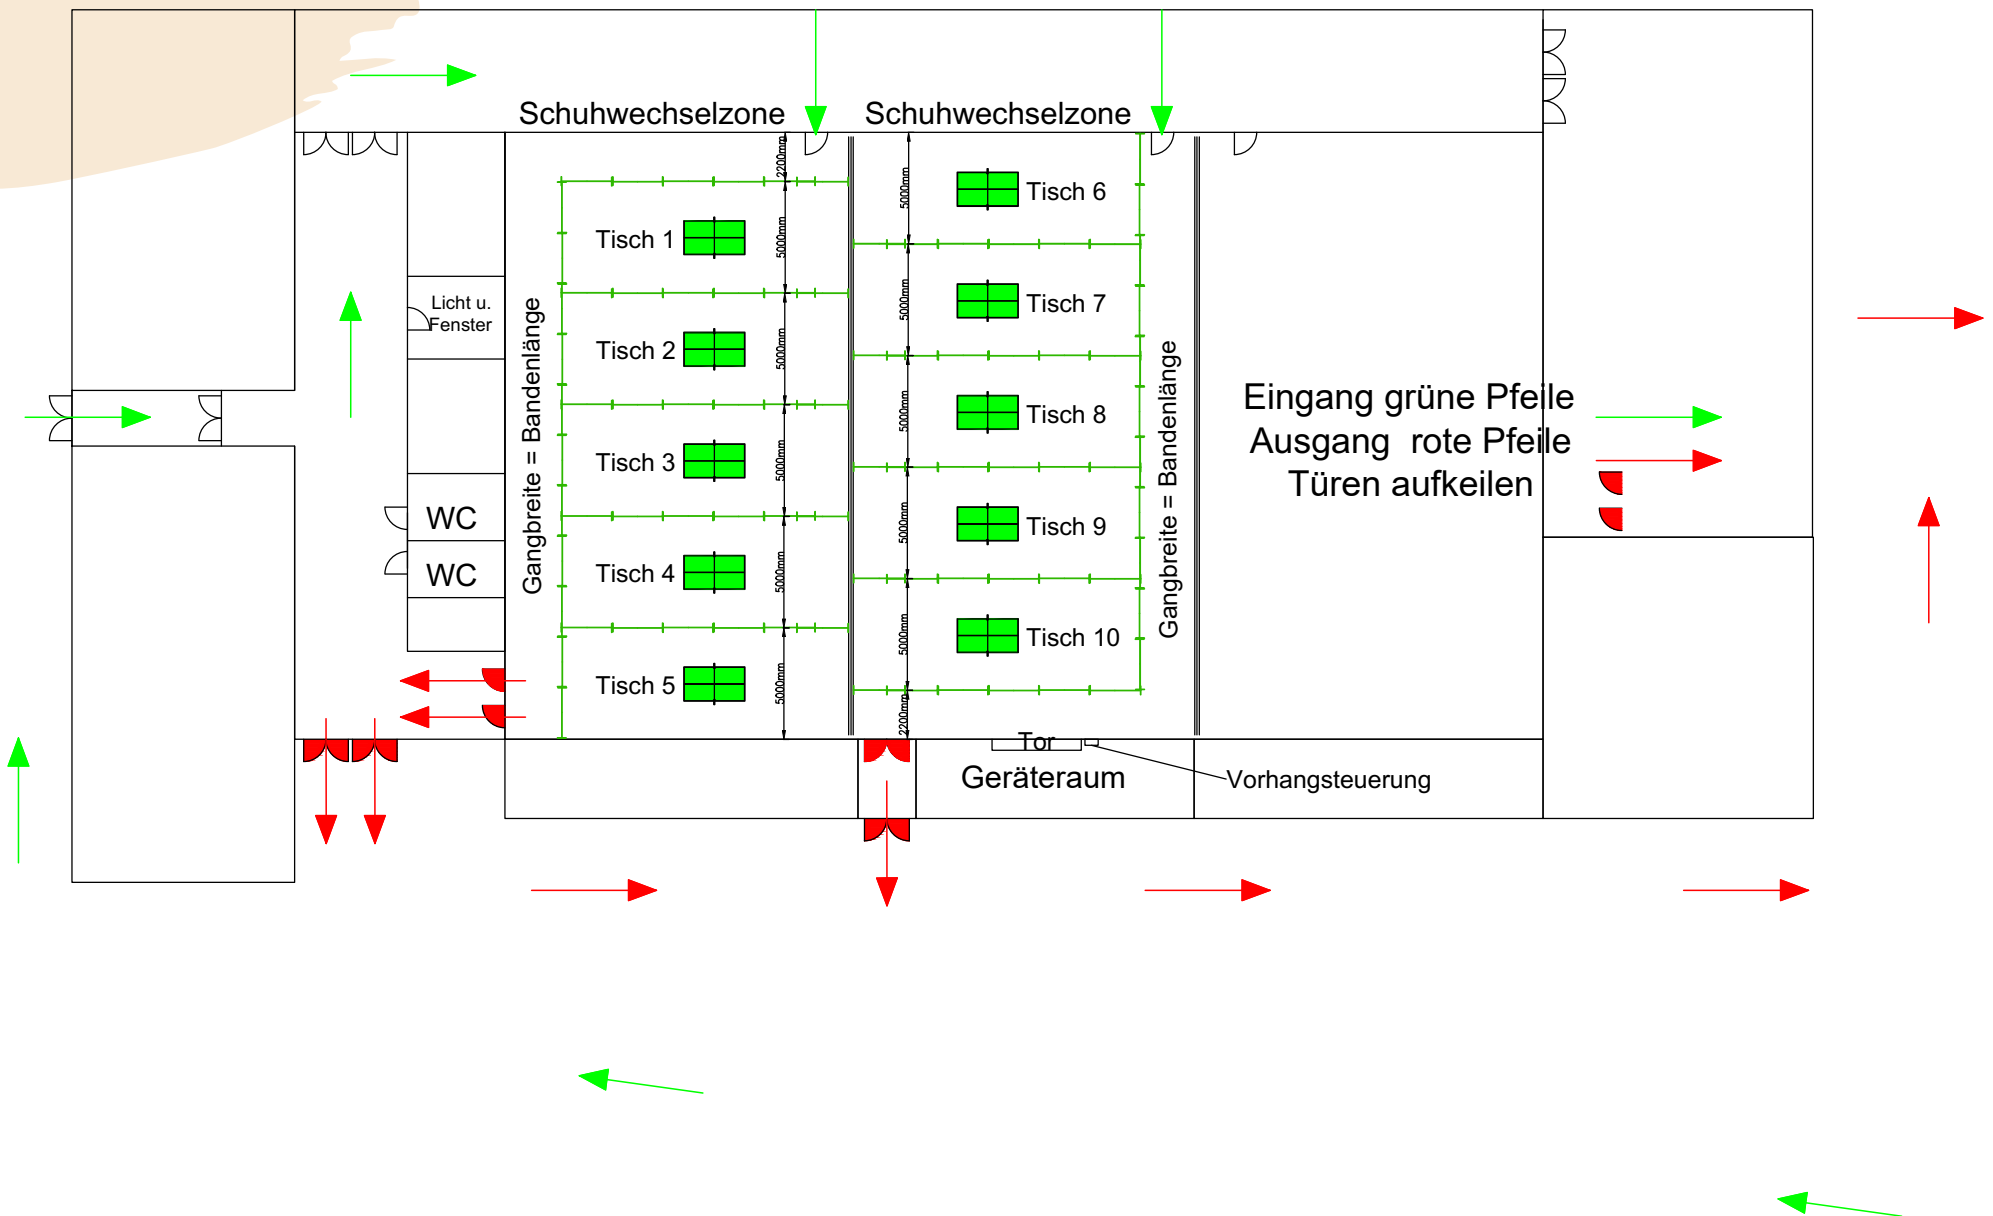 Schuhwechselzone
Schuhwechselzone
2200mm
5000mm
5000mm
5000mm
5000mm
5000mm
5000mm
5000mm
5000mm
5000mm
5000mm
2200mm
Tisch 1
Tisch 2
Tisch 3
Tisch 4
Tisch 5
Tisch 6
Tisch 7
Tisch 8
Tisch 9
Tisch 10
Licht u.
Fenster
WC
WC
Gangbreite = Bandenlänge
Gangbreite = Bandenlänge
Eingang grüne Pfeile
Ausgang  rote Pfeile
Türen aufkeilen
Tor
Geräteraum
Vorhangsteuerung